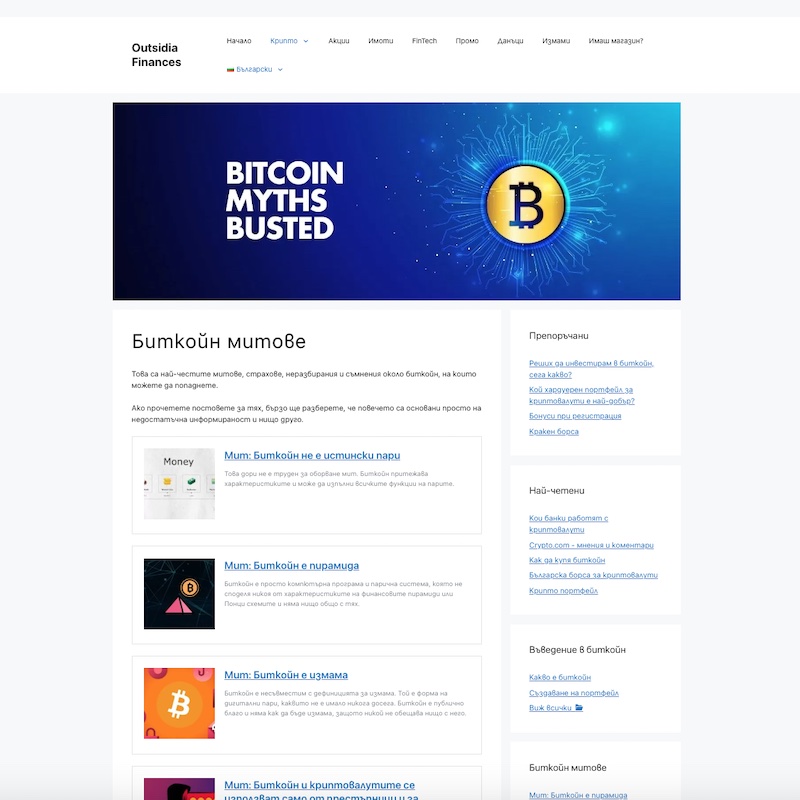 Outsidia
Finances
Начало
Крипто
Акции
Имоти
FinTech
Промо
Данъци
Измами
Имаш магазин?
Български
BITCOIN
MYTHS
BUSTED
Биткойн митове
Това са най-честите митове, страхове, неразбирания и съмнения около биткойн, на които
можете да попаднете.
Ако прочетете постовете за тях, бързо ще разберете, че повечето са основани просто на
недостатъчна информираност и нищо друго.
Money
Мит: Биткойн не е истински пари
Това дори не е труден за оборване мит. Биткойн притежава
характеристиките и може да изпълни всичките функции на парите.
Мит: Биткойн е пирамида
Биткойн е просто компютърна програма и парична система, която не
споделя никоя от характеристиките на финансовите пирамиди или
Понци схемите и няма нищо общо с тях.
Мит: Биткойн е измама
Биткойн е несъвместим с дефиницията за измама. Той е форма на
дигитални пари, каквито не е имало никога досега. Биткойн е публично
благо и няма как да бъде измама, защото никой не обещава нищо с него.
Мит: Биткойн и криптовалутите се
използват само от престъпници и за
Препоръчани
Реших да инвестирам в биткойн,
сега какво?
Кой хардуерен портфейл за
криптовалути е най-добър?
Бонуси при регистрация
Кракен борса
Най-четени
Кои банки работят с
криптовалути
Crypto.com - мнения и коментари
Как да купя биткойн
Българска борса за криптовалути
Крипто портфейл
Въведение в биткойн
Какво е биткойн
Създаване на портфейл
Виж всички
Биткойн митове
Мит: Биткойн е пирамида